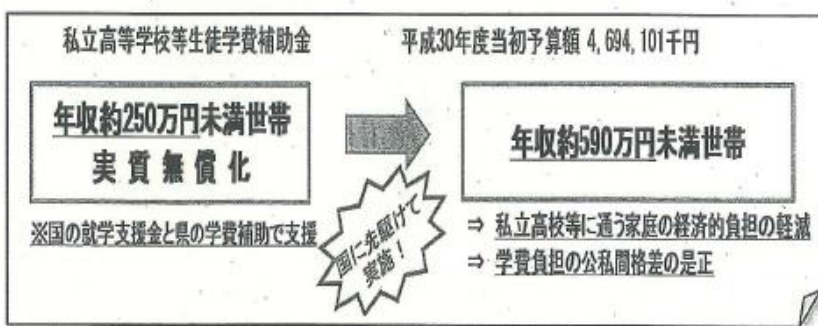 私立高等学校等生徒学費補助金 平成30年度当初予算額 4,694,101千円
年収約250万円未満世帯
実質無償化
※国の就学支援金と県の学費補助で支援
国に先駆けて
実施!
年収約590万円未満世帯
⇒ 私立高校等に通う家庭の経済的負担の軽減
⇒ 学費負担の公私間格差の是正